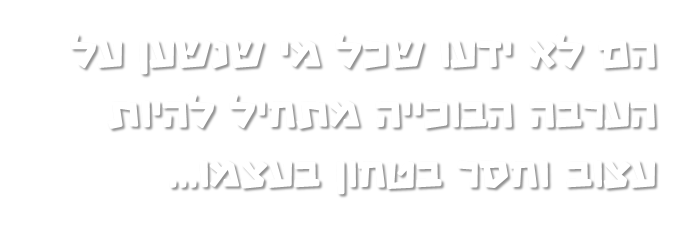 הם לא ידעו שכל מי שנשען על
הערבה הבוכייה מתחיל להיות
עצוב וחסר בטחון בעצמו...